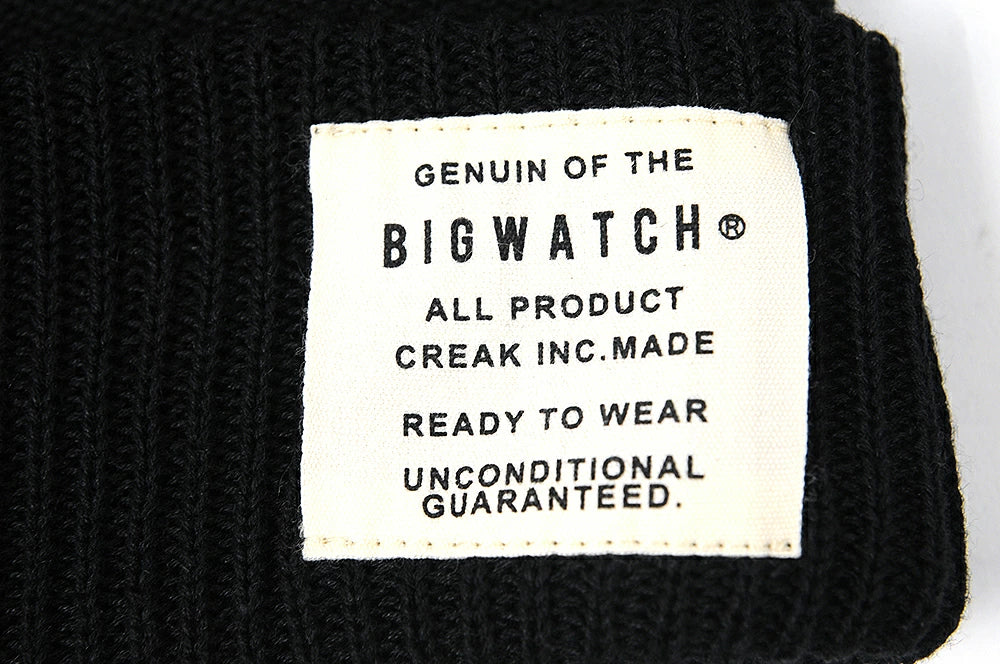 GENUIN OF THE
BIGWATCH®
ALL PRODUCT
CREAK INC.MADE
READY TO WEAR
UNCONDITIONAL
GUARANTEED.